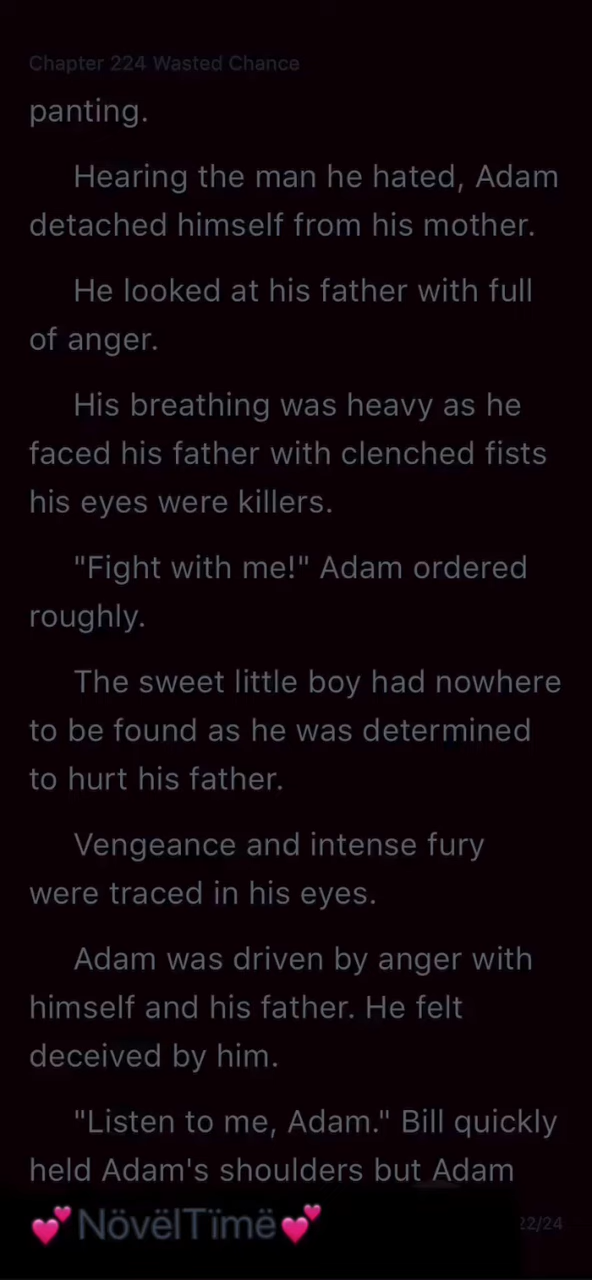 Chapter 224 Wasted Chance
panting.
Hearing the man he hated, Adam
detached himself from his mother.
He looked at his father with full
of anger.
His breathing was heavy as he
faced his father with clenched fists
his eyes were killers.
"Fight with me!" Adam ordered
roughly.
The sweet little boy had nowhere
to be found as he was determined
to hurt his father.
Vengeance and intense fury
were traced in his eyes.
Adam was driven by anger with
himself and his father. He felt
deceived by him.
"Listen to me, Adam." Bill quickly
held Adam's shoulders but Adam
💕NövëlTïmë💕 22/24